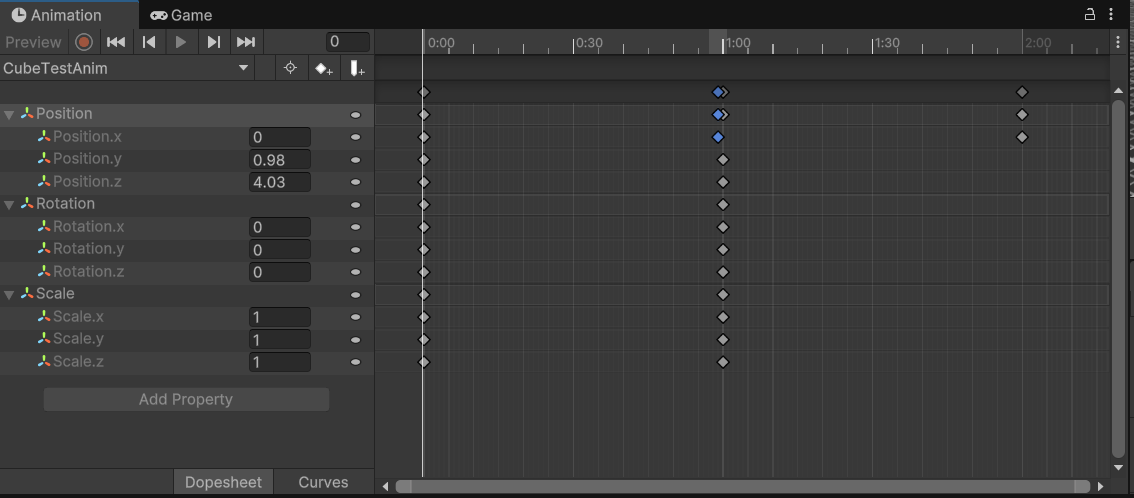 Animation Game
Preview 0 0:00 0:30 1:00 1:30 2:00
CubeTestAnim
Position
Position.x 0
Position.y 0.98
Position.z 4.03
Rotation
Rotation.x 0
Rotation.y 0
Rotation.z 0
Scale
Scale.x 1
Scale.y 1
Scale.z 1
Add Property
Dopesheet Curves